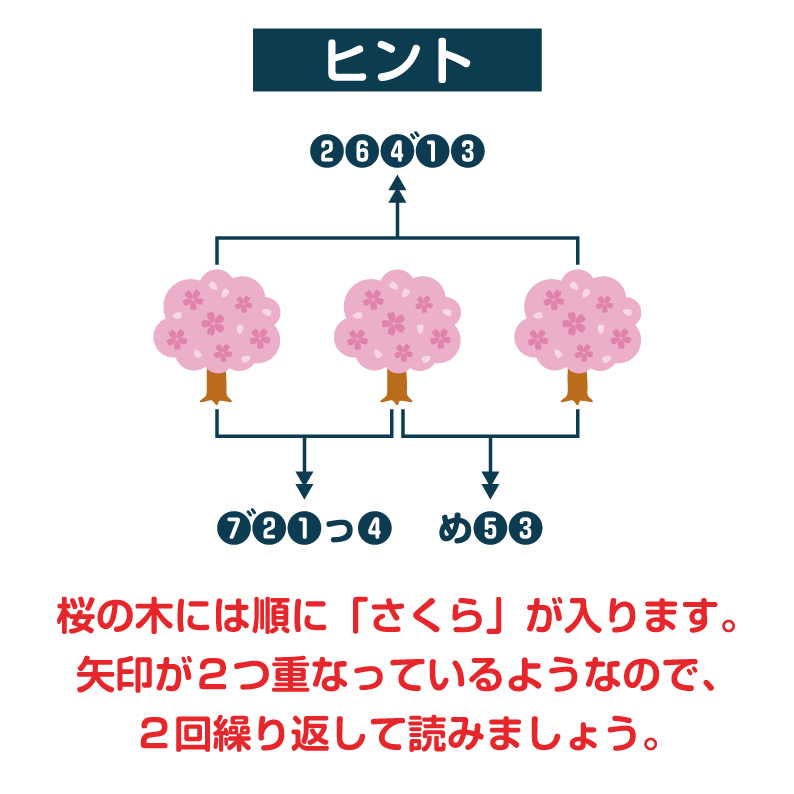 ヒント
❷❻❹゛❶❸
❼゛❷❶っ❹
め❺❸
桜の木には順に「さくら」が入ります。
矢印が２つ重なっているようなので、
２回繰り返して読みましょう。